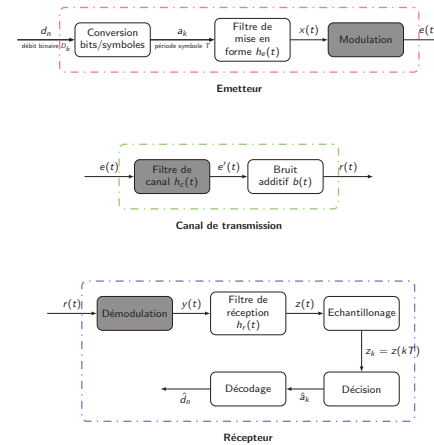 d_n
débit binaire D_b
Conversion
bits/symboles
a_k
période symbole T
Filtre de
mise en
forme h_e(t)
x(t)
Modulation
e(t)
Emetteur
e(t)
Filtre de
canal h_c(t)
e′(t)
Bruit
additif b(t)
r(t)
Canal de transmission
r(t)
Démodulation
y(t)
Filtre de
réception
h_r(t)
z(t)
Echantillonage
z_k = z(kT)
Décision
â_k
Décodage
d̂_n
Récepteur